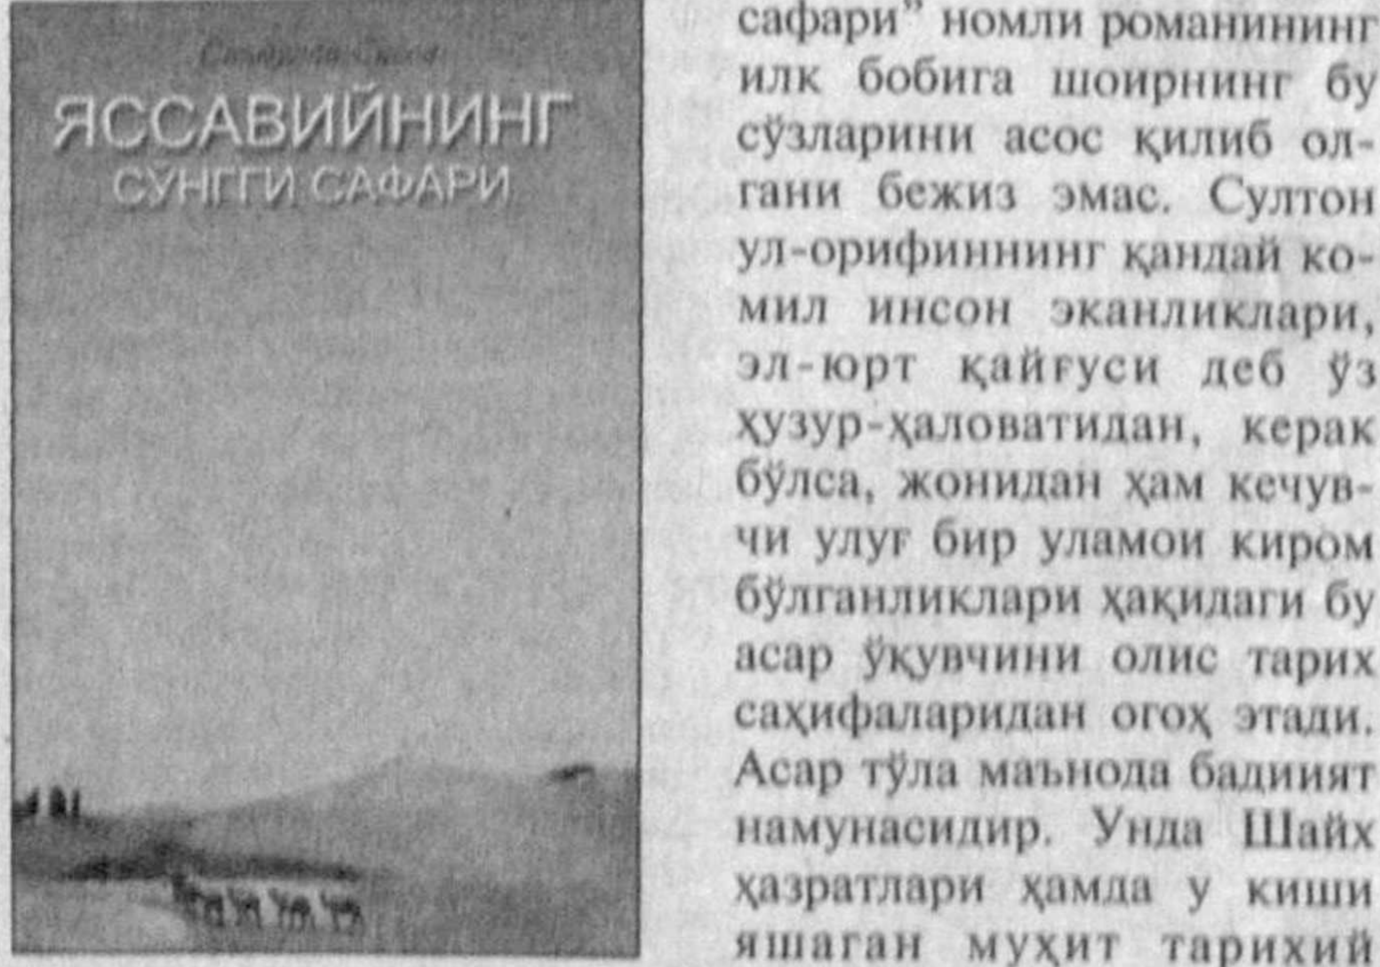 ЯССАВИЙНИНГ
СЎНГГИ САФАРИ
сафари” номли романининг
илк бобига шоирнинг бу
сўзларини асос қилиб ол-
гани бежиз эмас. Султон
ул-орифиннинг қандай ко-
мил инсон эканликлари,
эл-юрт қайғуси деб ўз
ҳузур-ҳаловатидан, керак
бўлса, жонидан ҳам кечув-
чи улуғ бир уламои киром
бўлганликлари ҳақидаги бу
асар ўқувчини олис тарих
саҳифаларидан огоҳ этади.
Асар тўла маънода бадиият
намунасидир. Унда Шайх
ҳазратлари ҳамда у киши
яшаган муҳит тарихий